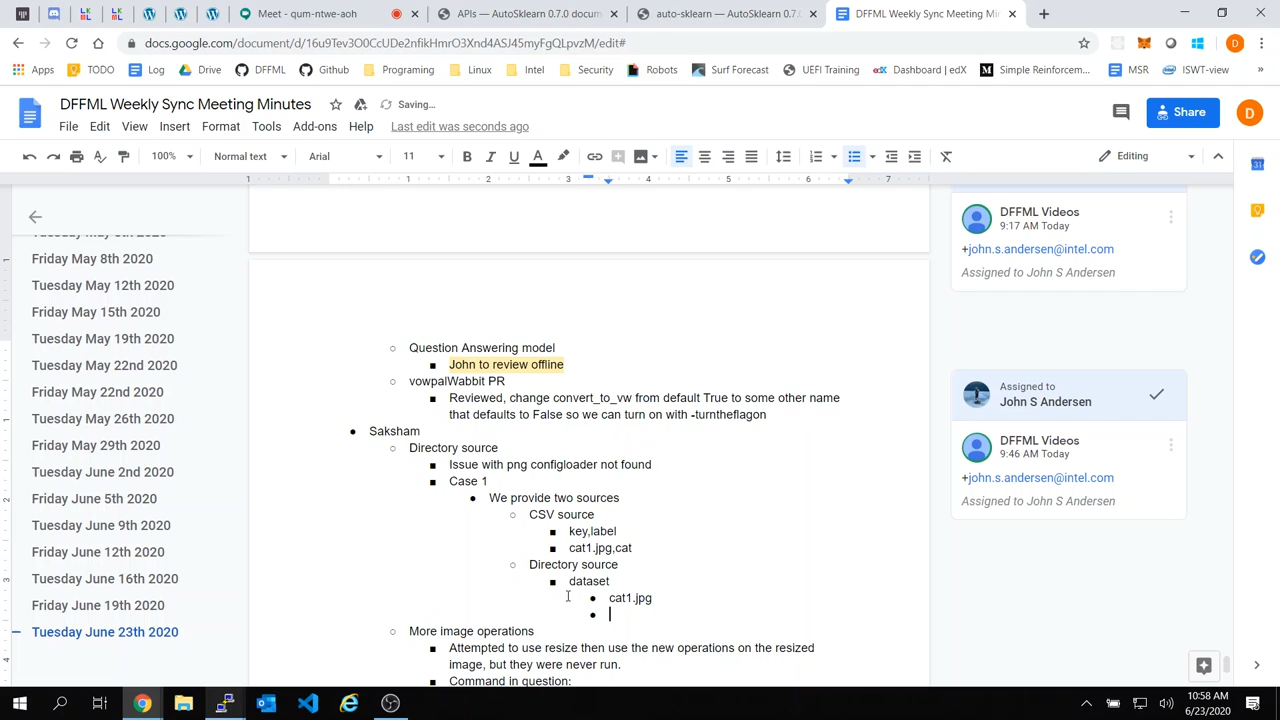 Meet - qum-ntwe-aoh
APIs — AutoSklearn 0.7.0 docum
auto-sklearn — AutoSklearn 0.7.0
DFFML Weekly Sync Meeting Min
docs.google.com/document/d/16u9Tev3O0CcUDe2nfikHmrO3Xnd4ASJ45myFgQLpvzM/edit#
D
Apps TODO Log Drive DFFML Github Programming Linux Intel Security Robots Surf Forecast UEFI Training Dashboard | edX Simple Reinforcem... MSR ISWT-view »
DFFML Weekly Sync Meeting Minutes
Saving...
File Edit View Insert Format Tools Add-ons Help Last edit was seconds ago
Share
D
100% Normal text Arial 11 B I U A Editing
1 1 2 3 4 5 6 7
Friday May 8th 2020
Tuesday May 12th 2020
Friday May 15th 2020
Tuesday May 19th 2020
Tuesday May 22nd 2020
Friday May 22nd 2020
Tuesday May 26th 2020
Friday May 29th 2020
Tuesday June 2nd 2020
Friday June 5th 2020
Tuesday June 9th 2020
Friday June 12th 2020
Tuesday June 16th 2020
Friday June 19th 2020
Tuesday June 23th 2020
Question Answering model
John to review offline
vowpalWabbit PR
Reviewed, change convert_to_vw from default True to some other name
that defaults to False so we can turn on with -turntheflagon
Saksham
Directory source
Issue with png configloader not found
Case 1
We provide two sources
CSV source
key,label
cat1.jpg,cat
Directory source
dataset
cat1.jpg
More image operations
Attempted to use resize then use the new operations on the resized
image, but they were never run.
Command in question:
DFFML Videos
9:17 AM Today
+john.s.andersen@intel.com
Assigned to John S Andersen
Assigned to
John S Andersen
DFFML Videos
9:46 AM Today
+john.s.andersen@intel.com
Assigned to John S Andersen
10:58 AM
6/23/2020